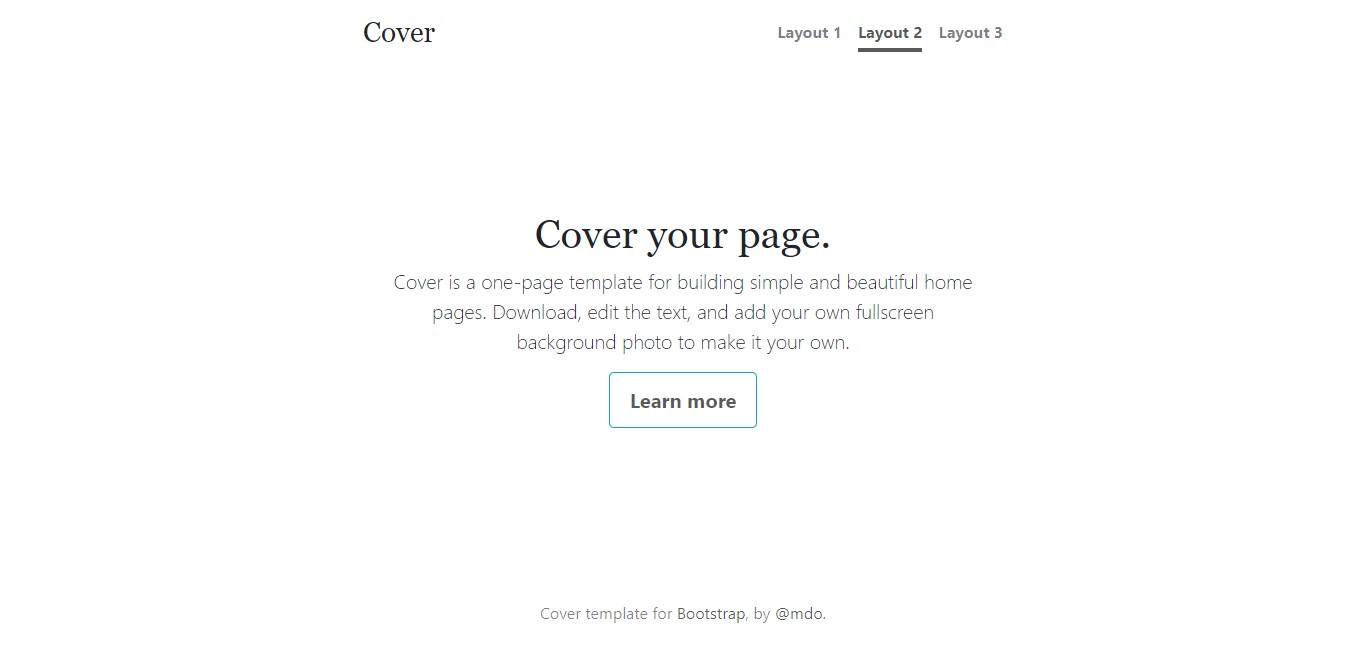 Cover
Layout 1 Layout 2 Layout 3
Cover your page.
Cover is a one-page template for building simple and beautiful home
pages. Download, edit the text, and add your own fullscreen
background photo to make it your own.
Learn more
Cover template for Bootstrap, by @mdo.